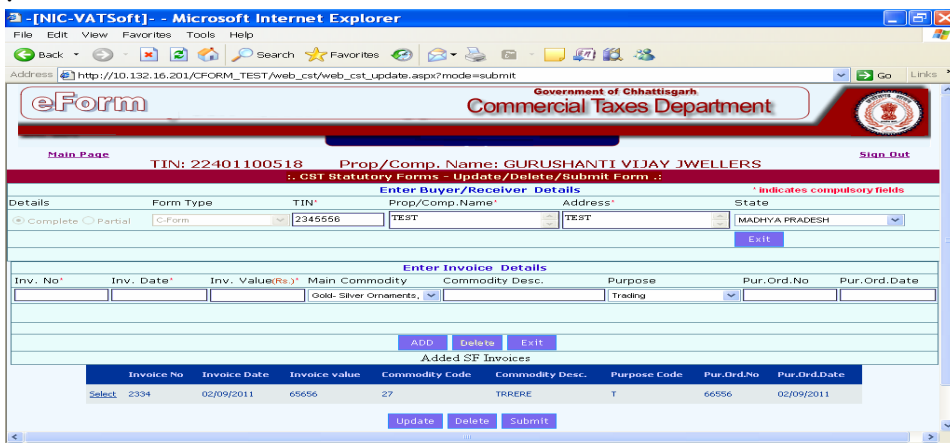 -[NIC-VATSoft]- - Microsoft Internet Explorer
File Edit View Favorites Tools Help
Back Search Favorites
Address http://10.132.16.201/CFORM_TEST/web_cst/web_cst_update.aspx?mode=submit Go Links
eForm
Government of Chhattisgarh
Commercial Taxes Department
Main Page Sign Out
TIN: 22401100518 Prop/Comp. Name: GURUSHANTI VIJAY JWELLERS
:. CST Statutory Forms - Update/Delete/Submit Form .:
Enter Buyer/Receiver Details * indicates compulsory fields
Details Form Type TIN* Prop/Comp.Name* Address* State
Complete Partial C-Form 2345556 TEST TEST MADHYA PRADESH
Exit
Enter Invoice Details
Inv. No* Inv. Date* Inv. Value(Rs.)* Main Commodity Commodity Desc. Purpose Pur.Ord.No Pur.Ord.Date
Gold- Silver Ornaments, Trading
ADD Delete Exit
Added SF Invoices
Invoice No Invoice Date Invoice value Commodity Code Commodity Desc. Purpose Code Pur.Ord.No Pur.Ord.Date
Select 2334 02/09/2011 65656 27 TRRERE T 66556 02/09/2011
Update Delete Submit